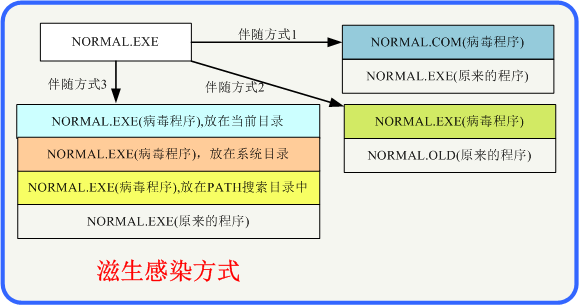 NORMAL.EXE
伴随方式1
NORMAL.COM(病毒程序)
NORMAL.EXE(原来的程序)
伴随方式3
伴随方式2
NORMAL.EXE(病毒程序),放在当前目录
NORMAL.EXE(病毒程序)，放在系统目录
NORMAL.EXE(病毒程序),放在PATH搜索目录中
NORMAL.EXE(原来的程序)
NORMAL.EXE(病毒程序)
NORMAL.OLD(原来的程序)
滋生感染方式